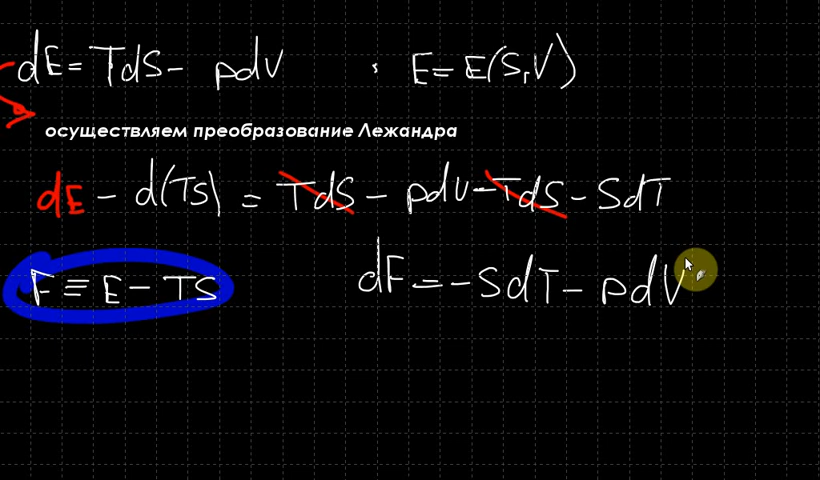 dE = TdS - pdV ; E = E(S, V)
осуществляем преобразование Лежандра
dE - d(TS) = TdS - pdV - TdS - SdT
F ≡ E - TS dF = -SdT - pdV